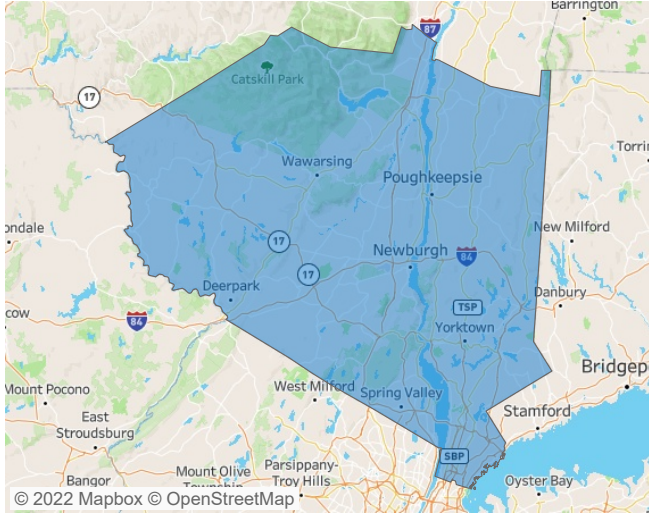 Barrington
87
Catskill Park
17
Torri
Wawarsing
Poughkeepsie
ondale
17
New Milford
Newburgh
84
17
Deerpark
Danbury
TSP
cow
84
Yorktown
Bridgep
West Milford
Mount Pocono
Spring Valley
Stamford
East
Stroudsburg
SBP
Mount Olive
Township
Parsippany-
Troy Hills
Bangor
Oyster Bay
© 2022 Mapbox © OpenStreetMap